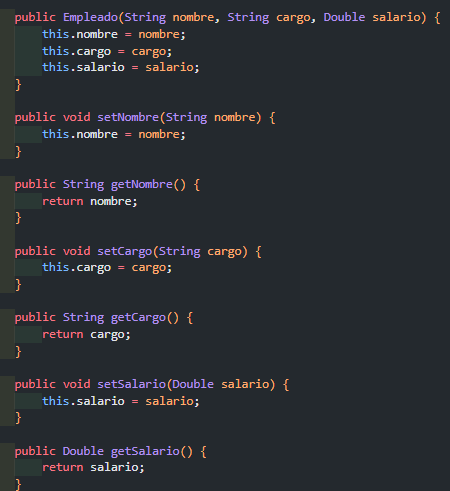 public Empleado(String nombre, String cargo, Double salario) {
    this.nombre = nombre;
    this.cargo = cargo;
    this.salario = salario;
}

public void setNombre(String nombre) {
    this.nombre = nombre;
}

public String getNombre() {
    return nombre;
}

public void setCargo(String cargo) {
    this.cargo = cargo;
}

public String getCargo() {
    return cargo;
}

public void setSalario(Double salario) {
    this.salario = salario;
}

public Double getSalario() {
    return salario;
}